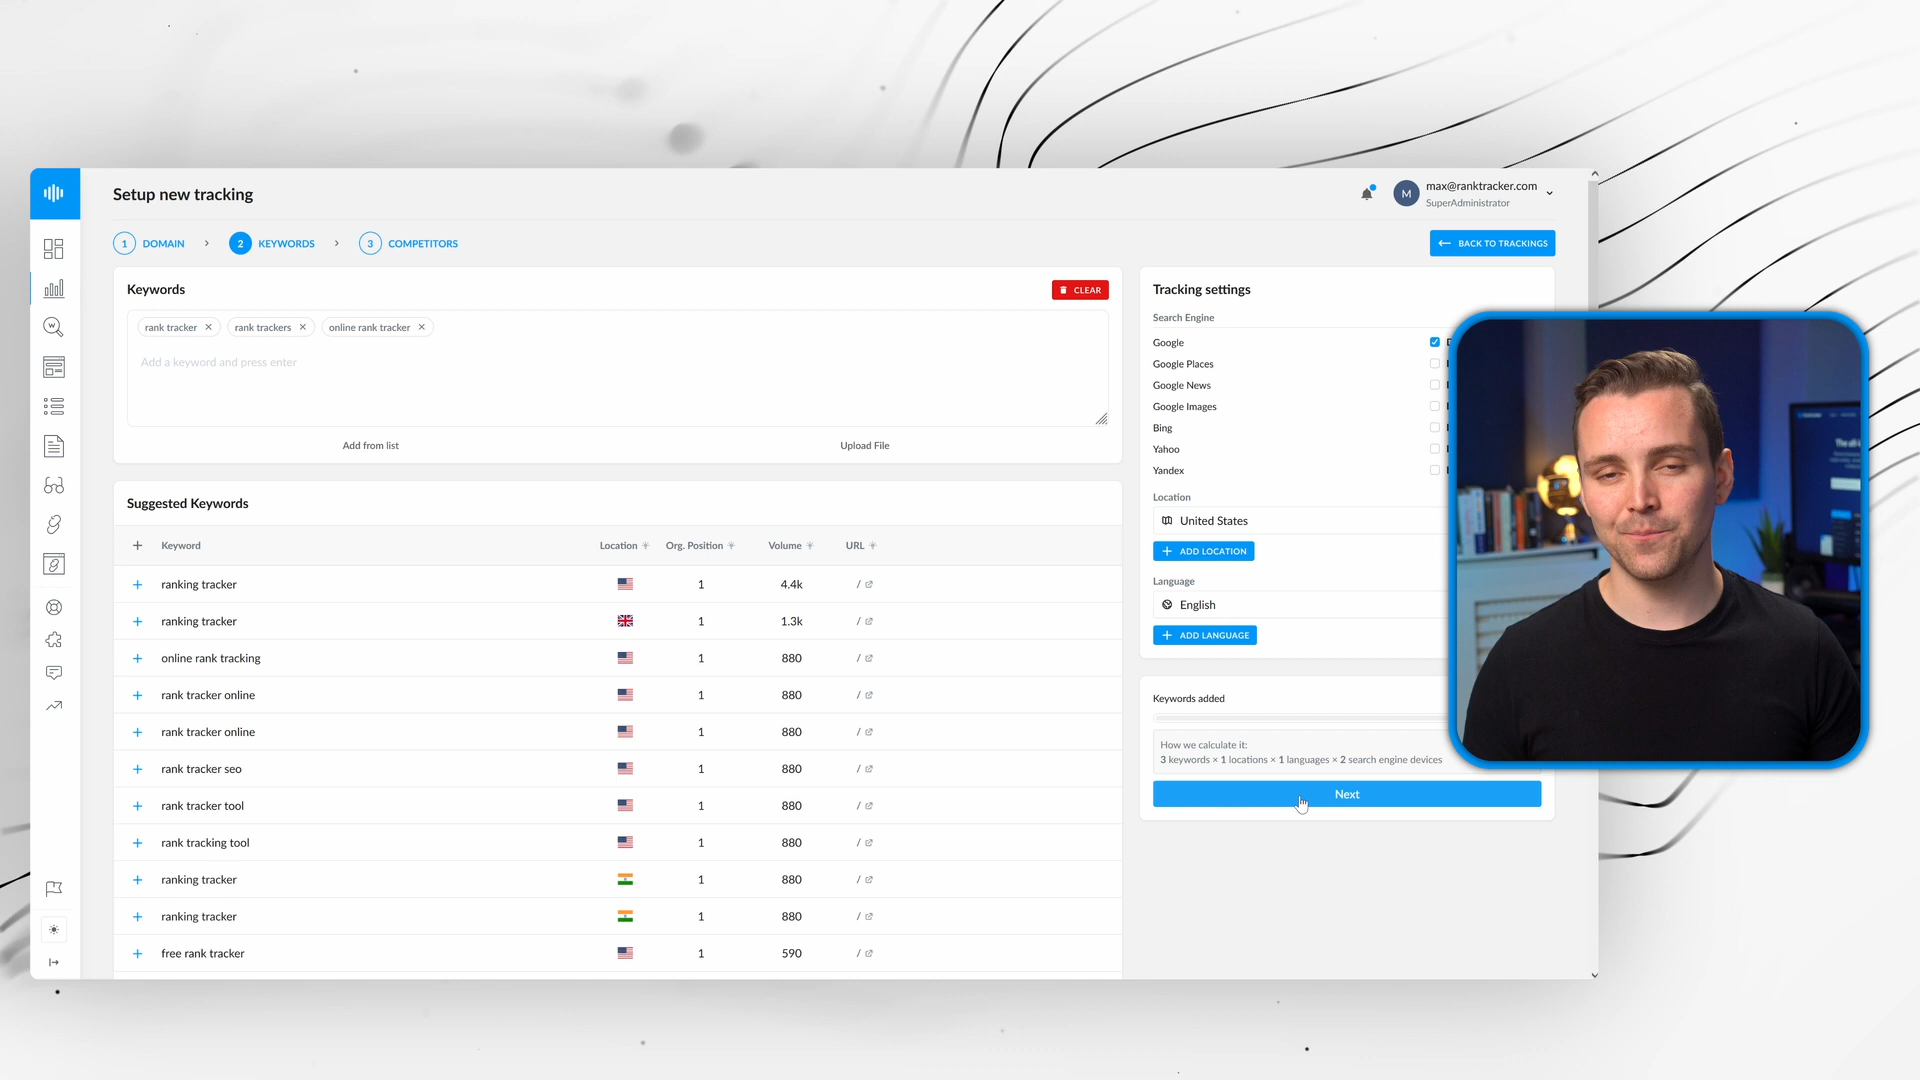 Setup new tracking
max@ranktracker.com
M
SuperAdministrator
1 DOMAIN > 2 KEYWORDS > 3 COMPETITORS
BACK TO TRACKINGS
Keywords
CLEAR
rank tracker × rank trackers × online rank tracker ×
Add a keyword and press enter
Add from list Upload File
Suggested Keywords
+ Keyword Location Org. Position Volume URL
+ ranking tracker 1 4.4k /
+ ranking tracker 1 1.3k /
+ online rank tracking 1 880 /
+ rank tracker online 1 880 /
+ rank tracker online 1 880 /
+ rank tracker seo 1 880 /
+ rank tracker tool 1 880 /
+ rank tracking tool 1 880 /
+ ranking tracker 1 880 /
+ ranking tracker 1 880 /
+ free rank tracker 1 590 /
Tracking settings
Search Engine
Google
Google Places
Google News
Google Images
Bing
Yahoo
Yandex
Location
United States
+ ADD LOCATION
Language
English
+ ADD LANGUAGE
Keywords added
How we calculate it:
3 keywords × 1 locations × 1 languages × 2 search engine devices
Next